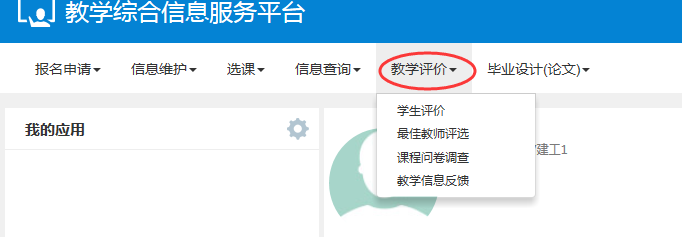 教学综合信息服务平台
报名申请 信息维护 选课 信息查询 教学评价 毕业设计(论文)
学生评价
最佳教师评选
课程问卷调查
教学信息反馈
我的应用
建工1